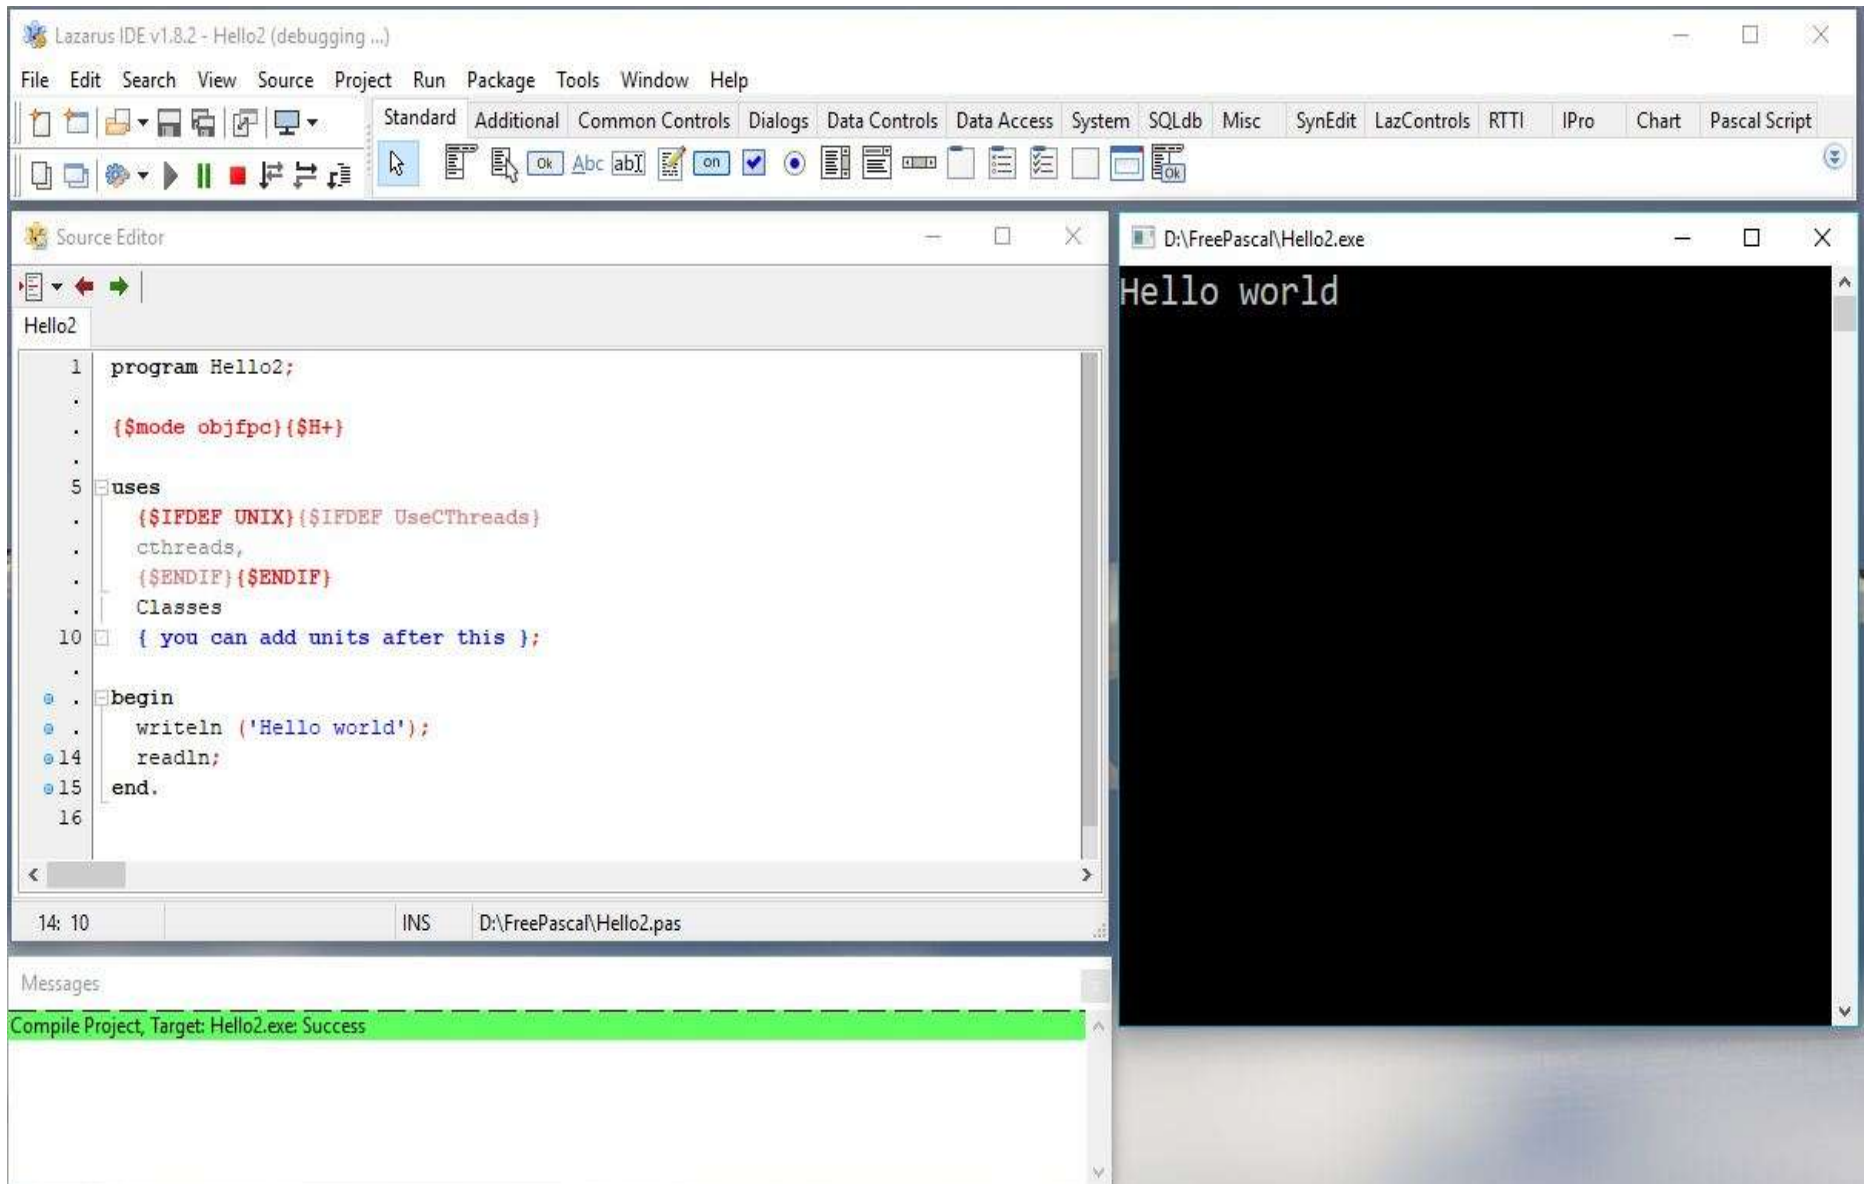 Lazarus IDE v1.8.2 - Hello2 (debugging ...)
File Edit Search View Source Project Run Package Tools Window Help
Standard Additional Common Controls Dialogs Data Controls Data Access System SQLdb Misc SynEdit LazControls RTTI IPro Chart Pascal Script
Ok Abc ab on Ok
Source Editor
Hello2
1 program Hello2;
.
. {$mode objfpc}{$H+}
.
5 uses
. {$IFDEF UNIX}{$IFDEF UseCThreads}
. cthreads,
. {$ENDIF}{$ENDIF}
. Classes
10 { you can add units after this };
.
. begin
. writeln ('Hello world');
14 readln;
15 end.
16
14: 10 INS D:\FreePascal\Hello2.pas
Messages
Compile Project, Target: Hello2.exe: Success
D:\FreePascal\Hello2.exe
Hello world